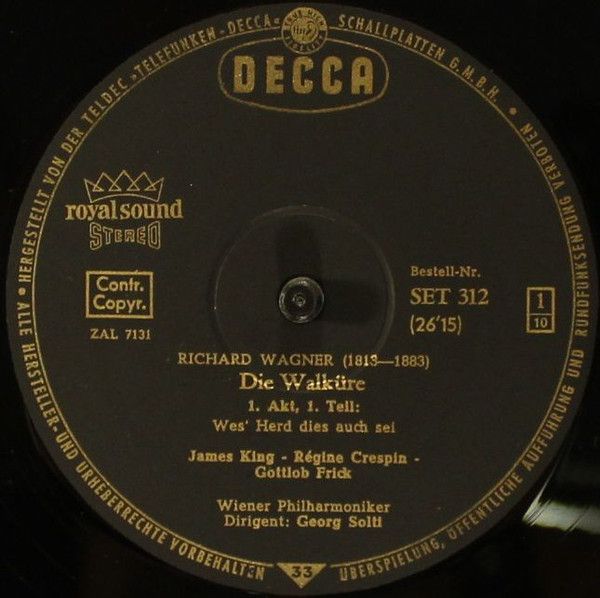 HERGESTELLT VON DER TELDEC »TELEFUNKEN-DECCA« SCHALLPLATTEN G.M.B.H.
DECCA
royal sound
STEREO
Contr.
Copyr.
ZAL 7131
Bestell-Nr.
SET 312
(26'15)
1
10
RICHARD WAGNER (1813—1883)
Die Walküre
1. Akt, 1. Teil:
Wes' Herd dies auch sei
James King - Régine Crespin -
Gottlob Frick
Wiener Philharmoniker
Dirigent: Georg Solti
• ALLE HERSTELLER- UND URHEBERRECHTE VORBEHALTEN
33
ÜBERSPIELUNG, ÖFFENTLICHE AUFFÜHRUNG UND RUNDFUNKSENDUNG VERBOTEN •